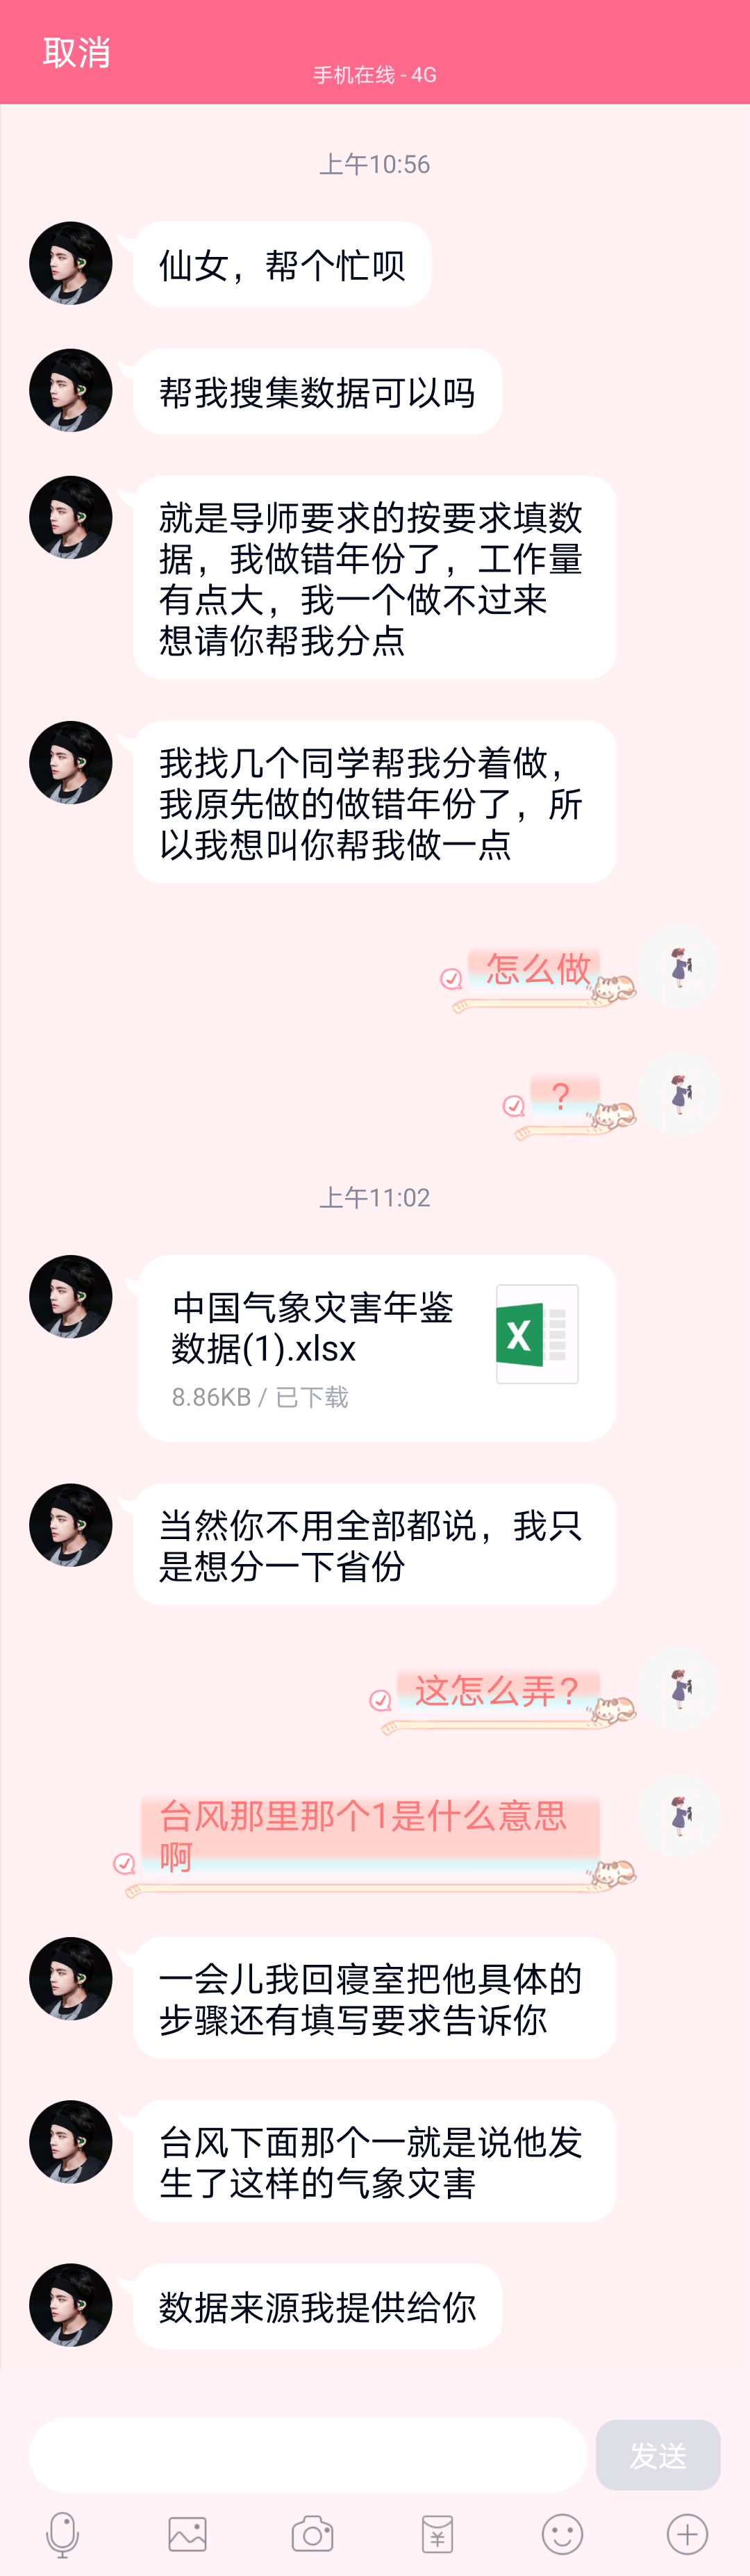 取消
手机在线 - 4G
上午10:56
仙女，帮个忙呗
帮我搜集数据可以吗
就是导师要求的按要求填数
据，我做错年份了，工作量
有点大，我一个做不过来
想请你帮我分点
我找几个同学帮我分着做，
我原先做的做错年份了，所
以我想叫你帮我做一点
怎么做
？
上午11:02
中国气象灾害年鉴
数据(1).xlsx
8.86KB / 已下载
当然你不用全部都说，我只
是想分一下省份
这怎么弄？
台风那里那个1是什么意思
啊
一会儿我回寝室把他具体的
步骤还有填写要求告诉你
台风下面那个一就是说他发
生了这样的气象灾害
数据来源我提供给你
发送